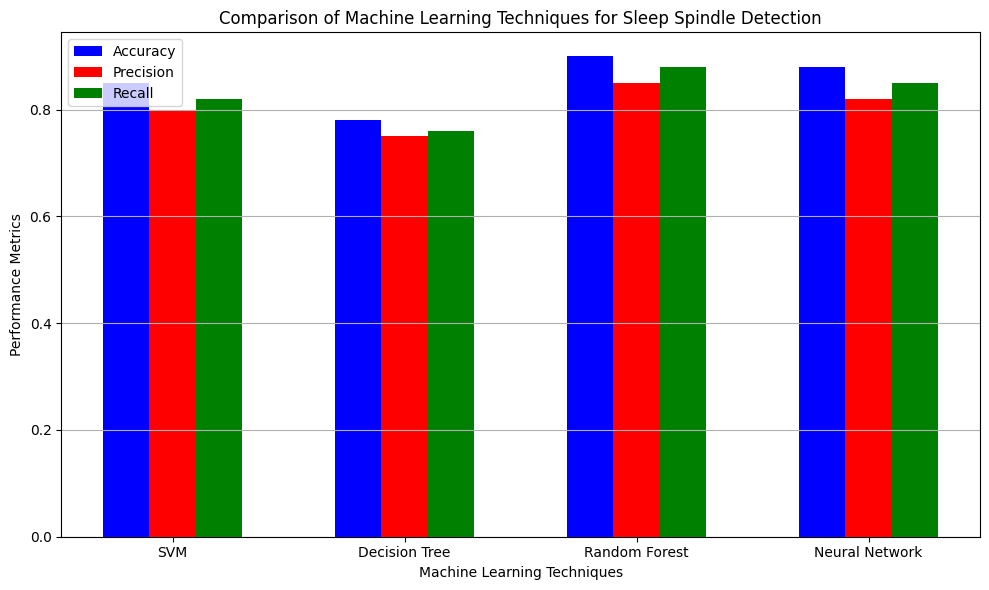 Comparison of Machine Learning Techniques for Sleep Spindle Detection
Accuracy
Precision
Recall
Performance Metrics
0.8
0.6
0.4
0.2
0.0
SVM
Decision Tree
Random Forest
Neural Network
Machine Learning Techniques